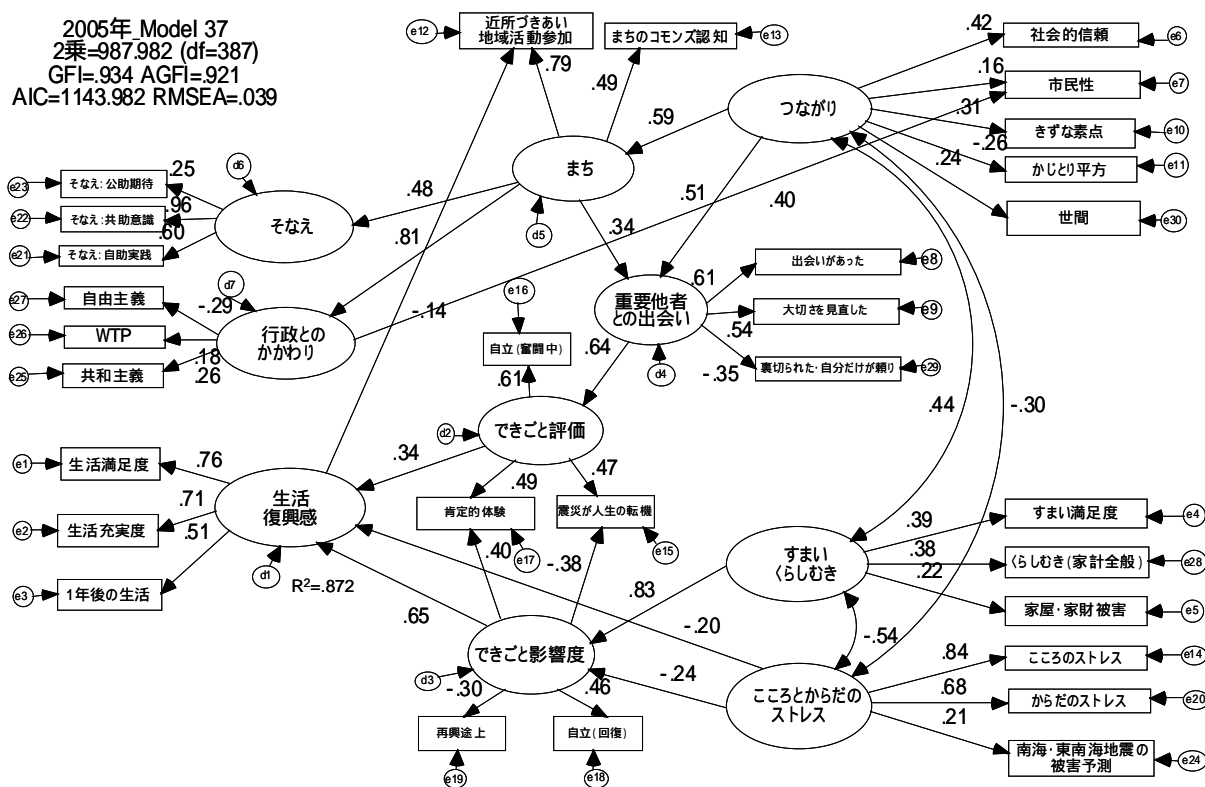 2005年_Model 37
2乗=987.982 (df=387)
GFI=.934 AGFI=.921
AIC=1143.982 RMSEA=.039
e12
近所づきあい
地域活動参加
まちのコモンズ認知
e13
.79
.49
.42
社会的信頼
e6
.16
市民性
e7
つながり
.31
きずな素点
e10
-.26
.24
かじとり平方
e11
世間
e30
.59
まち
d5
.51
.40
.34
.48
.81
d6
そなえ
.25
e23
そなえ:公助期待
.96
e22
そなえ:共助意識
.60
e21
そなえ:自助実践
d7
行政との
かかわり
-.29
e27
自由主義
e26
WTP
.18
e25
共和主義
.26
-.14
e16
自立(奮闘中)
.61
重要他者
との出会い
d4
.61
出会いがあった
e8
大切さを見直した
e9
.54
-.35
裏切られた・自分だけが頼り
e29
.64
d2
できごと評価
.34
.49
.47
.44
-.30
e1
生活満足度
.76
.71
e2
生活充実度
.51
e3
1年後の生活
生活
復興感
d1
R²=.872
肯定的体験
e17
震災が人生の転機
e15
.40
-.38
.65
.83
-.20
-.24
d3
できごと影響度
-.30
.46
再興途上
e19
自立(回復)
e18
すまい
くらしむき
.39
すまい満足度
e4
.38
くらしむき(家計全般)
e28
.22
家屋・家財被害
e5
-.54
こころとからだの
ストレス
.84
こころのストレス
e14
.68
からだのストレス
e20
.21
南海・東南海地震の
被害予測
e24